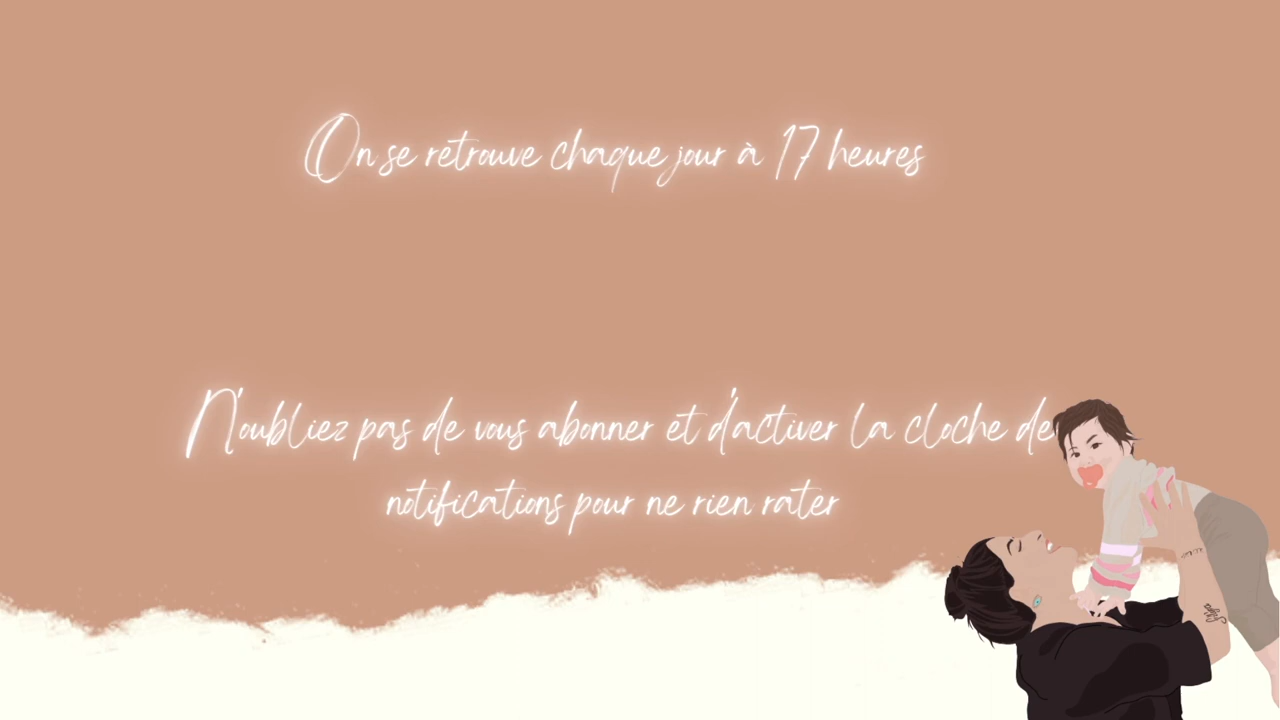 On se retrouve chaque jour à 17 heures
N'oubliez pas de vous abonner et d'activer la cloche de
notifications pour ne rien rater